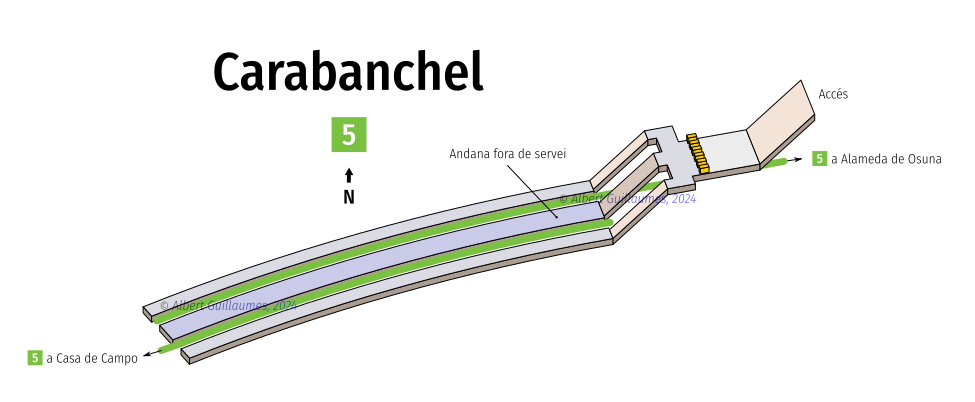 Carabanchel
5
N
Andana fora de servei
Accés
5 a Alameda de Osuna
© Albert Guillaumes, 2024
© Albert Guillaumes, 2024
5 a Casa de Campo